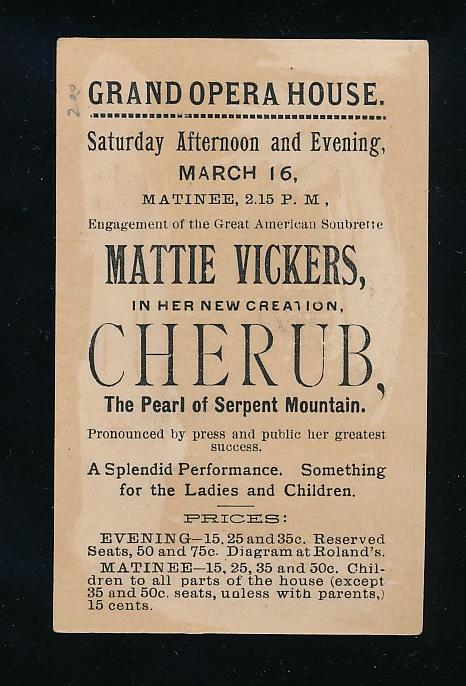 GRAND OPERA HOUSE.
Saturday Afternoon and Evening,
MARCH 16,
MATINEE, 2.15 P. M,
Engagement of the Great American Soubrette
MATTIE VICKERS,
IN HER NEW CREATION,
CHERUB,
The Pearl of Serpent Mountain.
Pronounced by press and public her greatest
success.
A Splendid Performance. Something
for the Ladies and Children.
PRICES:
EVENING—15, 25 and 35c. Reserved
Seats, 50 and 75c. Diagram at Roland's.
MATINEE—15, 25, 35 and 50c. Chil-
dren to all parts of the house (except
35 and 50c. seats, unless with parents,)
15 cents.